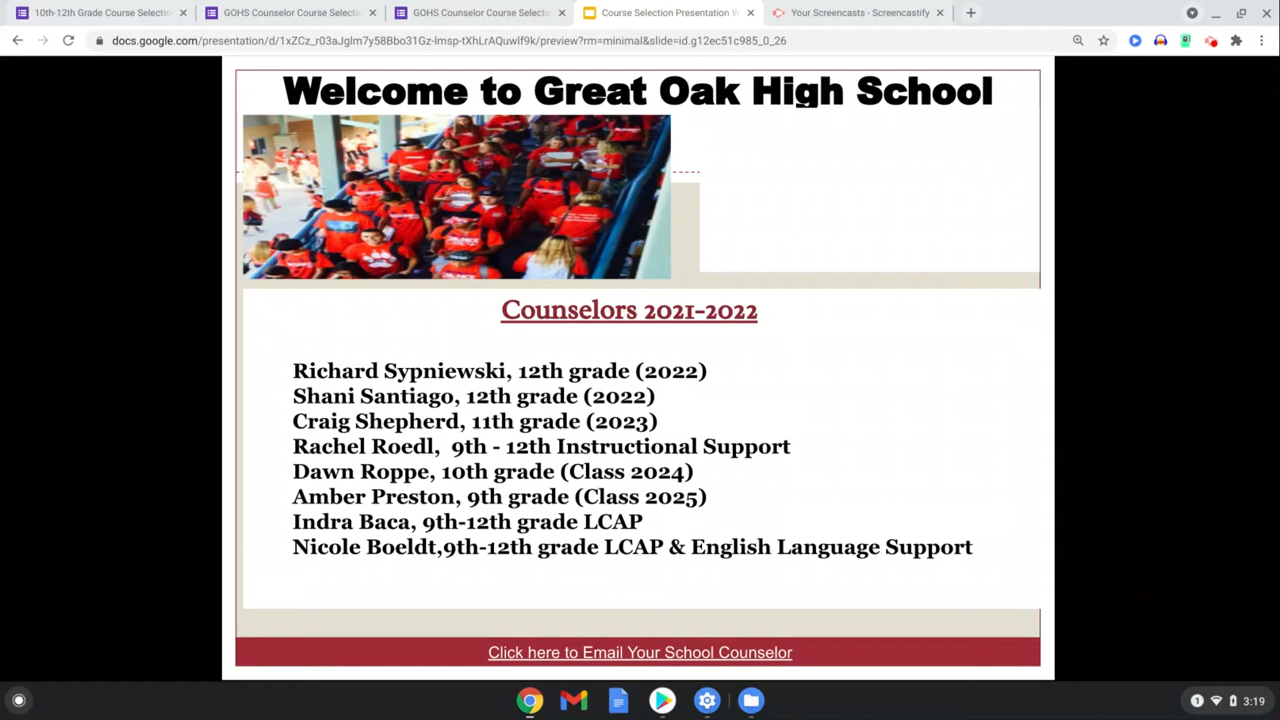 10th-12th Grade Course Selectio
GOHS Counselor Course Selectio
GOHS Counselor Course Selectio
Course Selection Presentation W
Your Screencasts - Screencastify
docs.google.com/presentation/d/1xZCz_r03aJglm7y58Bbo31Gz-lmsp-tXhLrAQuwlf9k/preview?rm=minimal&slide=id.g12ec51c985_0_26
Welcome to Great Oak High School
Counselors 2021-2022
Richard Sypniewski, 12th grade (2022)
Shani Santiago, 12th grade (2022)
Craig Shepherd, 11th grade (2023)
Rachel Roedl, 9th - 12th Instructional Support
Dawn Roppe, 10th grade (Class 2024)
Amber Preston, 9th grade (Class 2025)
Indra Baca, 9th-12th grade LCAP
Nicole Boeldt,9th-12th grade LCAP & English Language Support
Click here to Email Your School Counselor
1 3:19